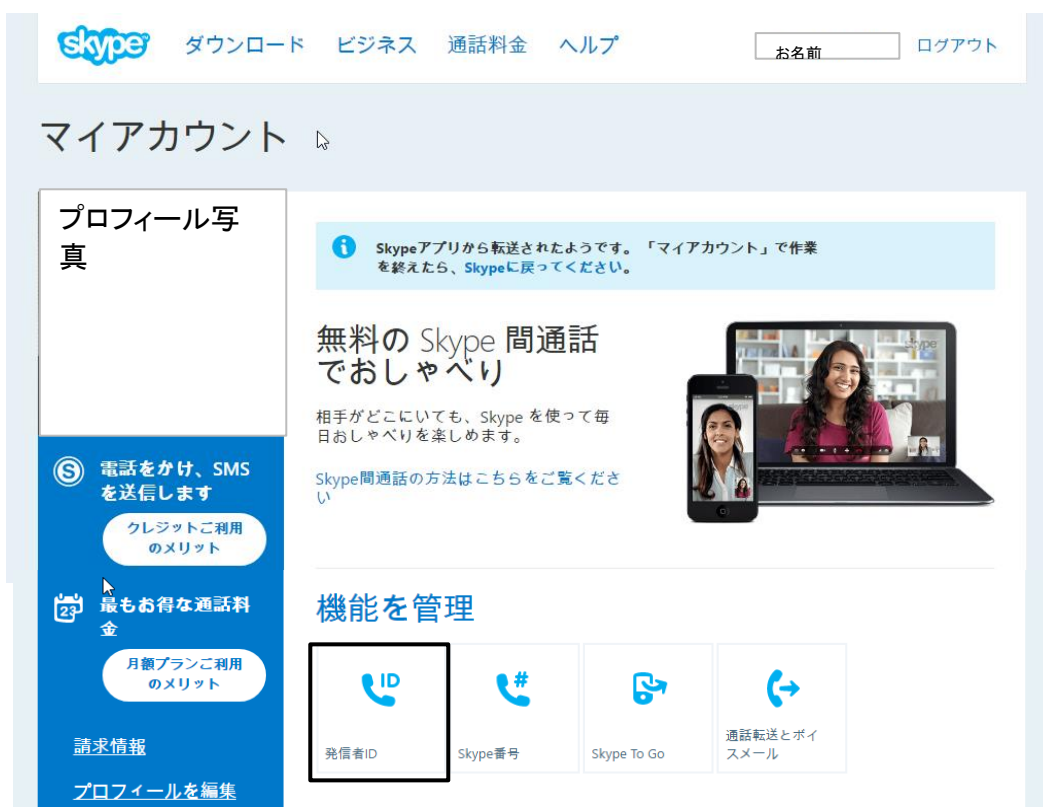 skype ダウンロード ビジネス 通話料金 ヘルプ お名前 ログアウト
マイアカウント
プロフィール写
真
Skypeアプリから転送されたようです。「マイアカウント」で作業
を終えたら、Skypeに戻ってください。
無料の Skype 間通話
でおしゃべり
相手がどこにいても、Skype を使って毎
日おしゃべりを楽しめます。
Skype間通話の方法はこちらをご覧くださ
い
skype
電話をかけ、SMS
を送信します
クレジットご利用
のメリット
23
最もお得な通話料
金
月額プランご利用
のメリット
請求情報
プロフィールを編集
機能を管理
ID
発信者ID
#
Skype番号
Skype To Go
通話転送とボイ
スメール